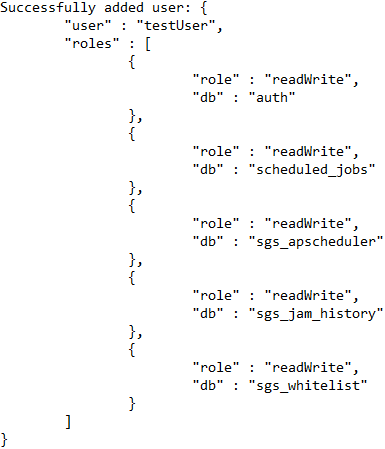 Successfully added user: {
        "user" : "testUser",
        "roles" : [
                {
                        "role" : "readWrite",
                        "db" : "auth"
                },
                {
                        "role" : "readWrite",
                        "db" : "scheduled_jobs"
                },
                {
                        "role" : "readWrite",
                        "db" : "sgs_apscheduler"
                },
                {
                        "role" : "readWrite",
                        "db" : "sgs_jam_history"
                },
                {
                        "role" : "readWrite",
                        "db" : "sgs_whitelist"
                }
        ]
}